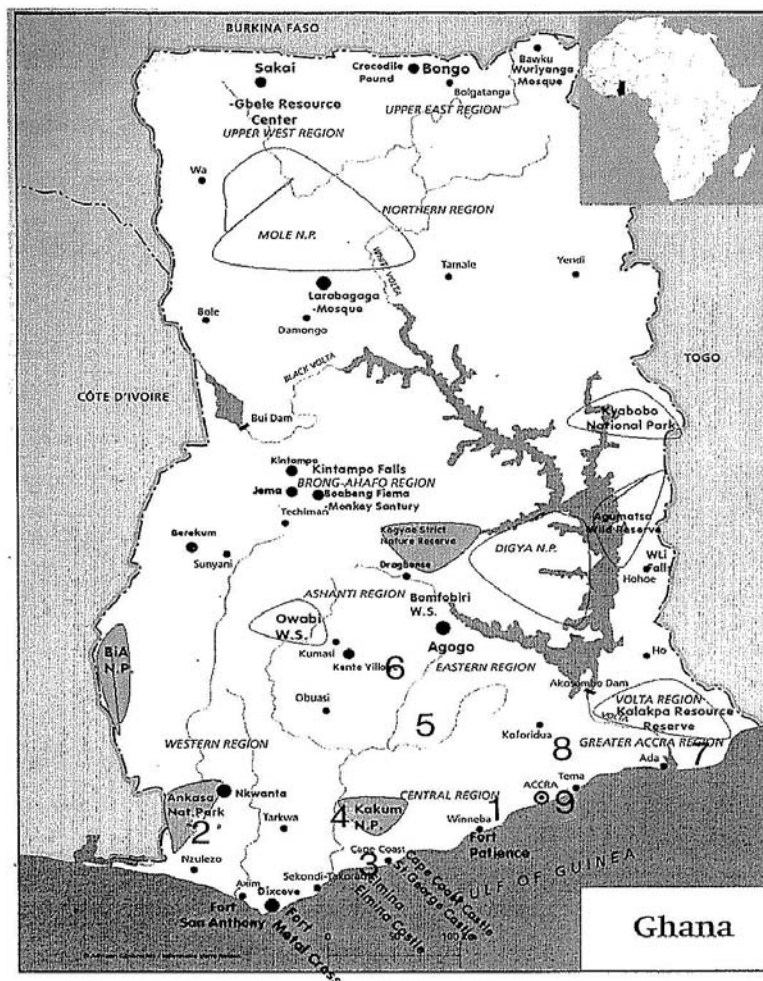 BURKINA FASO
Bawku
Wuriyanga
Mosque
Sakai
Crocodile
Pound
Bongo
Bolgatanga
-Gbele Resource
Center
UPPER WEST REGION
UPPER EAST REGION
Wa
NORTHERN REGION
MOLE N.P.
WHITE VOLTA
Tamale
Yendi
Larabagaga
-Mosque
Bole
Damongo
TOGO
BLACK VOLTA
CÔTE D'IVOIRE
Kyabobo
National Park
Bui Dam
Kintampo
Kintampo Falls
BRONG-AHAFO REGION
Jema
Boabeng Fiema
-Monkey Santury
Techiman
Agumatsa
Wild Reserve
Berekum
Kogyae Strict
Nature Reserve
DIGYA N.P.
Sunyani
WLi
Falls
Hohoe
ASHANTI REGION
Bomfobiri
W.S.
Owabi
W.S.
Agogo
BiA
N.P.
Kumasi
6
EASTERN REGION
Ho
Akosombo Dam
Obuasi
5
VOLTA REGION
VOLTA
Kalakpa Resource
Reserve
Koforidua
8
GREATER ACCRA REGION
7
WESTERN REGION
Ada
Ankasa
Nat.Park
Nkwanta
2
4
Kakum
N.P.
CENTRAL REGION
1
ACCRA
9
Tema
Tarkwa
Winneba
Fort
Patience
Nzulezo
Cape Coast
3
GULF OF GUINEA
Cape Coast Castle
St George Castle
Elmina
Elmina Castle
Axim
Dixcove
Fort
San Anthony
Fort
Metal Cross
Ghana